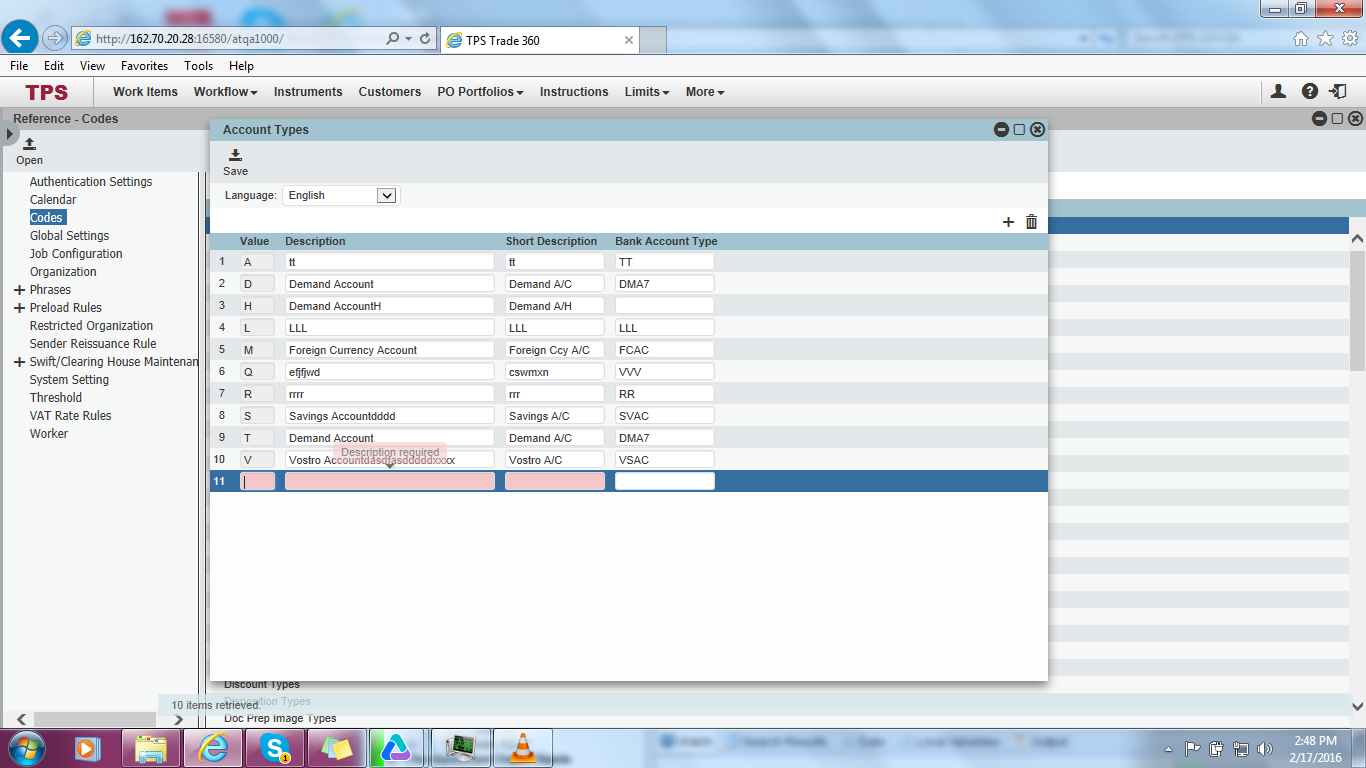 http://162.70.20.28:16580/atqa1000/
TPS Trade 360
File Edit View Favorites Tools Help
TPS Work Items Workflow Instruments Customers PO Portfolios Instructions Limits More
Reference - Codes
Open
Authentication Settings
Calendar
Codes
Global Settings
Job Configuration
Organization
Phrases
Preload Rules
Restricted Organization
Sender Reissuance Rule
Swift/Clearing House Maintenan
System Setting
Threshold
VAT Rate Rules
Worker
Account Types
Save
Language: English
Value Description Short Description Bank Account Type
1 A tt tt TT
2 D Demand Account Demand A/C DMA7
3 H Demand AccountH Demand A/H
4 L LLL LLL LLL
5 M Foreign Currency Account Foreign Ccy A/C FCAC
6 Q efjfjwd cswmxn VVV
7 R rrrr rrr RR
8 S Savings Accountdddd Savings A/C SVAC
9 T Demand Account Demand A/C DMA7
Description required
10 V Vostro Accountdasdfasdddddxxxx Vostro A/C VSAC
11
Discount Types
Disposition Types
10 items retrieved.
Doc Prep Image Types
1
2:48 PM
2/17/2016